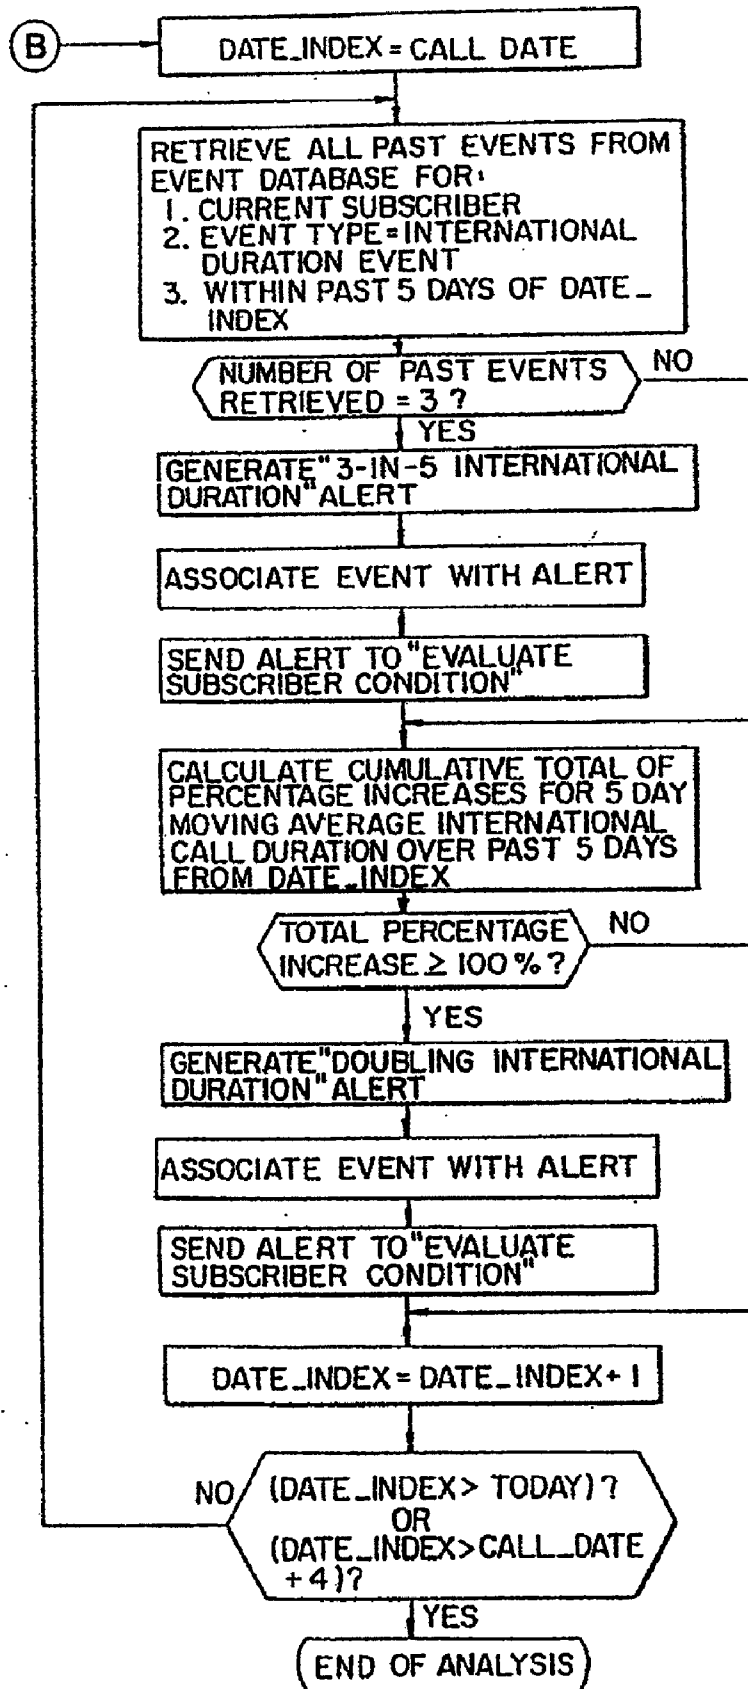 B
DATE_INDEX = CALL DATE
RETRIEVE ALL PAST EVENTS FROM
EVENT DATABASE FOR:
1. CURRENT SUBSCRIBER
2. EVENT TYPE=INTERNATIONAL
DURATION EVENT
3. WITHIN PAST 5 DAYS OF DATE_
INDEX
NUMBER OF PAST EVENTS
RETRIEVED = 3 ?
NO
YES
GENERATE "3-IN-5 INTERNATIONAL
DURATION" ALERT
ASSOCIATE EVENT WITH ALERT
SEND ALERT TO "EVALUATE
SUBSCRIBER CONDITION"
CALCULATE CUMULATIVE TOTAL OF
PERCENTAGE INCREASES FOR 5 DAY
MOVING AVERAGE INTERNATIONAL
CALL DURATION OVER PAST 5 DAYS
FROM DATE_INDEX
TOTAL PERCENTAGE
INCREASE ≥ 100 % ?
NO
YES
GENERATE "DOUBLING INTERNATIONAL
DURATION" ALERT
ASSOCIATE EVENT WITH ALERT
SEND ALERT TO "EVALUATE
SUBSCRIBER CONDITION"
DATE_INDEX = DATE_INDEX + 1
NO
(DATE_INDEX > TODAY) ?
OR
(DATE_INDEX > CALL_DATE
+ 4 ) ?
YES
END OF ANALYSIS